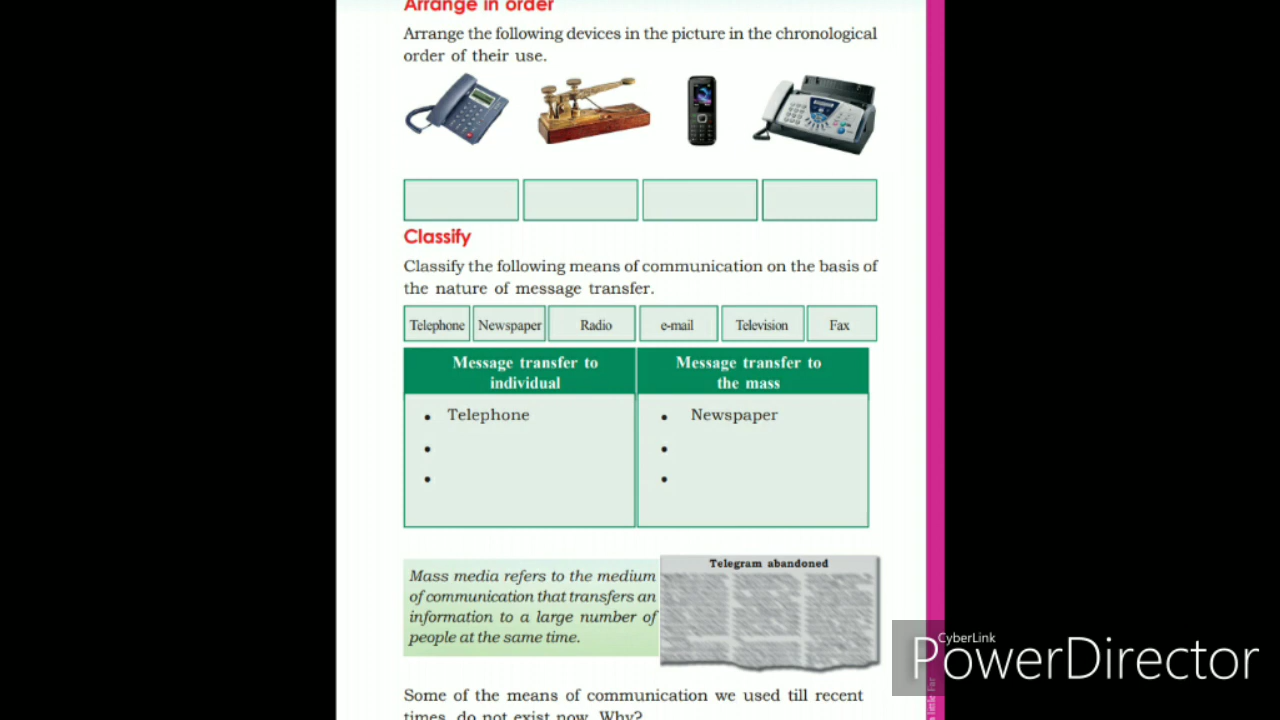 Arrange in order
Arrange the following devices in the picture in the chronological
order of their use.
Classify
Classify the following means of communication on the basis of
the nature of message transfer.
Telephone Newspaper Radio e-mail Television Fax
Message transfer to individual
Message transfer to the mass
• Telephone
•
•
• Newspaper
•
•
Mass media refers to the medium
of communication that transfers an
information to a large number of
people at the same time.
Telegram abandoned
Some of the means of communication we used till recent
times, do not exist now. Why?
CyberLink
PowerDirector